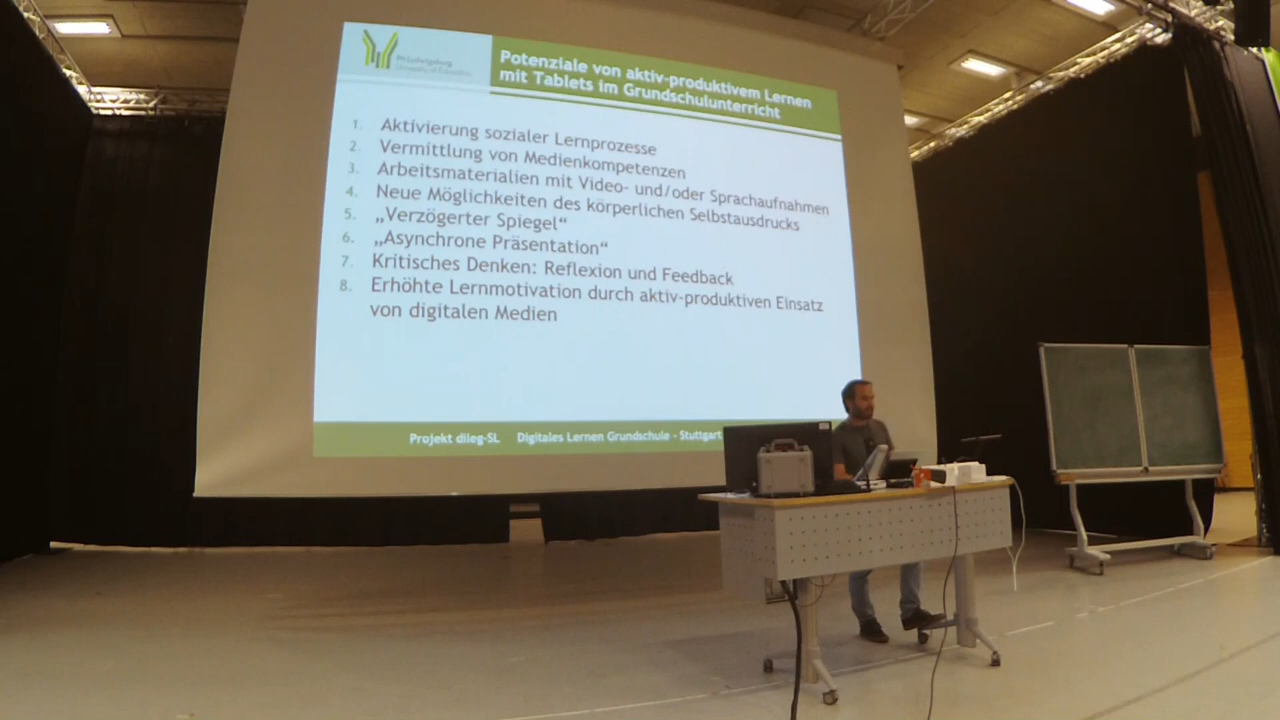 PH Ludwigsburg
University of Education
Potenziale von aktiv-produktivem Lernen
mit Tablets im Grundschulunterricht
1. Aktivierung sozialer Lernprozesse
2. Vermittlung von Medienkompetenzen
3. Arbeitsmaterialien mit Video- und/oder Sprachaufnahmen
4. Neue Möglichkeiten des körperlichen Selbstausdrucks
5. „Verzögerter Spiegel“
6. „Asynchrone Präsentation“
7. Kritisches Denken: Reflexion und Feedback
8. Erhöhte Lernmotivation durch aktiv-produktiven Einsatz
von digitalen Medien
Projekt dileg-SL Digitales Lernen Grundschule - Stuttgart